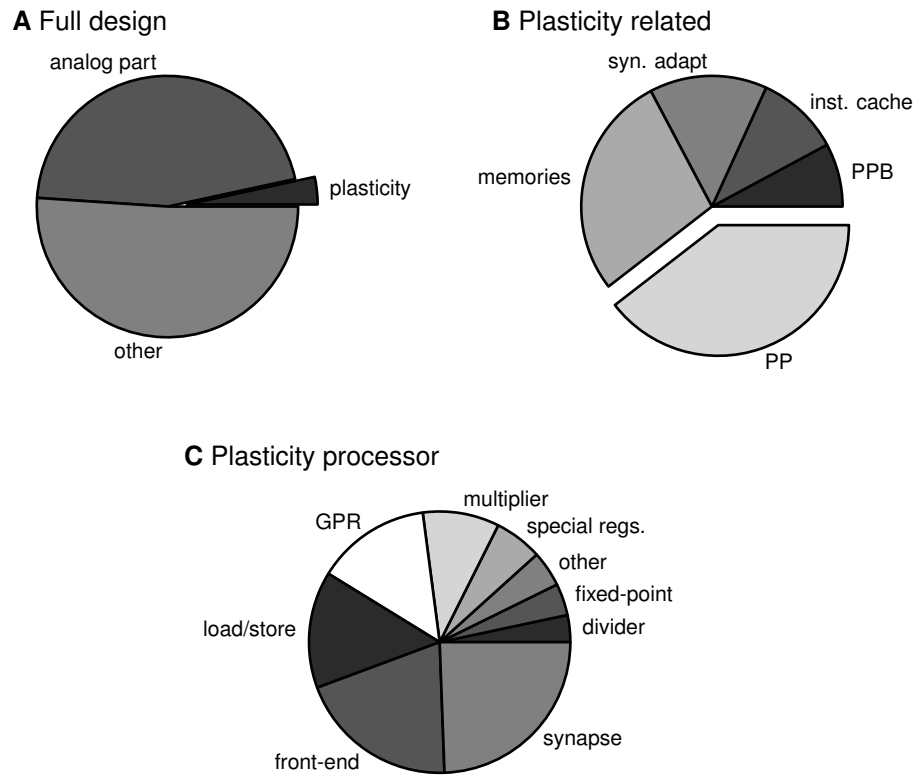 A Full design
analog part
plasticity
other
B Plasticity related
syn. adapt
inst. cache
memories
PPB
PP
C Plasticity processor
multiplier
GPR
special regs.
other
fixed-point
load/store
divider
synapse
front-end